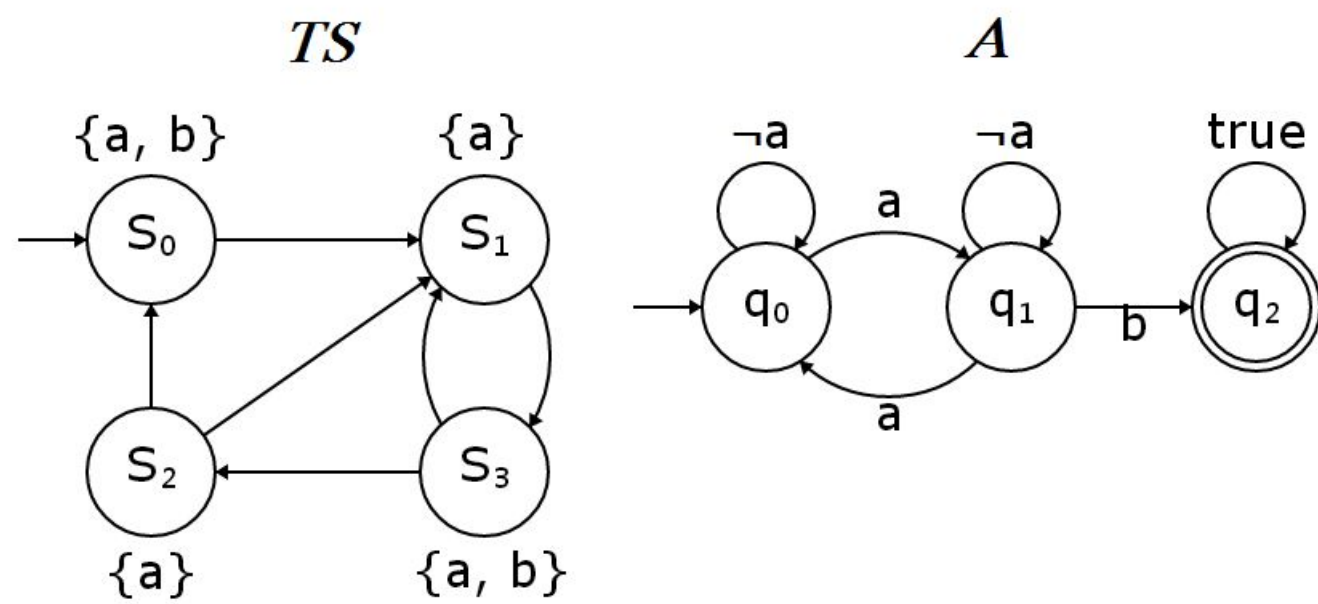 TS
A
{a, b}
{a}
¬a
¬a
true
a
S₀
S₁
q₀
q₁
q₂
b
a
S₂
S₃
{a}
{a, b}